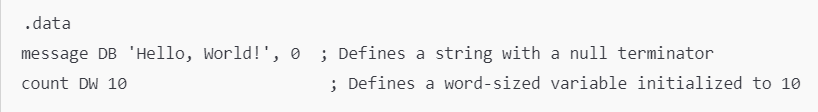 .data
message DB 'Hello, World!', 0  ; Defines a string with a null terminator
count DW 10                    ; Defines a word-sized variable initialized to 10